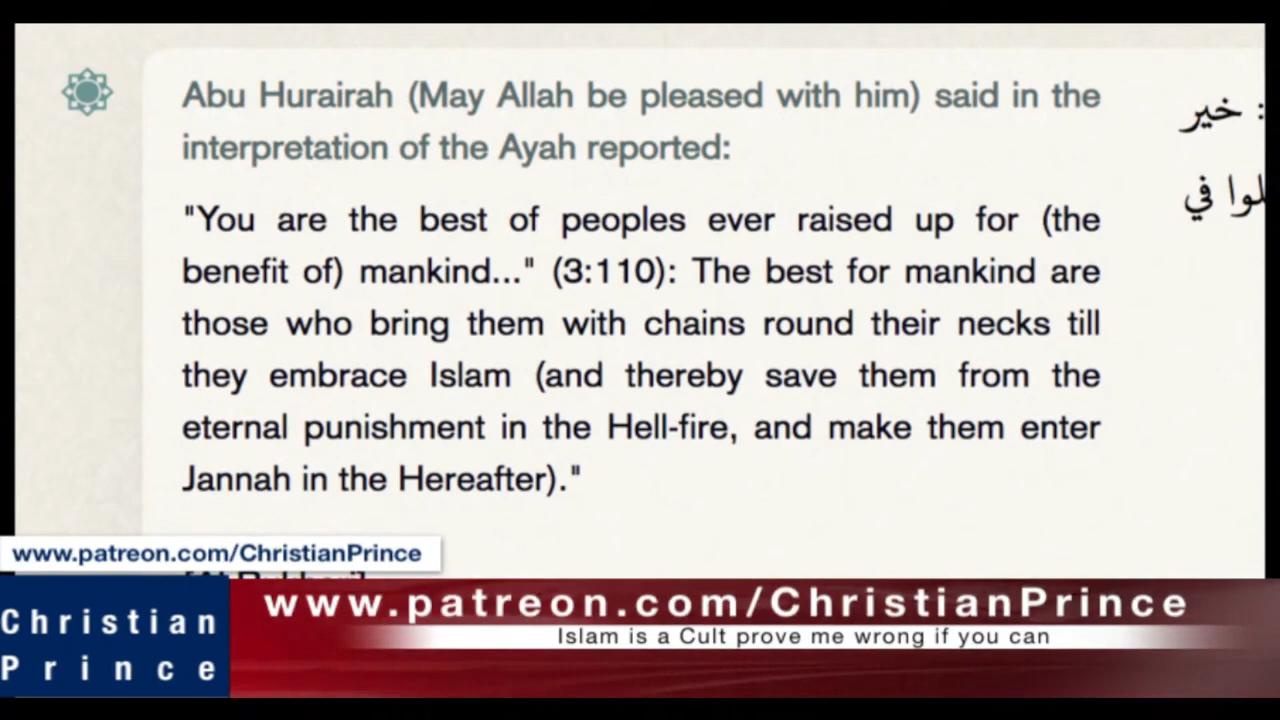 Abu Hurairah (May Allah be pleased with him) said in the
interpretation of the Ayah reported:
"You are the best of peoples ever raised up for (the
benefit of) mankind..." (3:110): The best for mankind are
those who bring them with chains round their necks till
they embrace Islam (and thereby save them from the
eternal punishment in the Hell-fire, and make them enter
Jannah in the Hereafter)."
: خير
في
www.patreon.com/ChristianPrince
Christian
Prince
www.patreon.com/ChristianPrince
Islam is a Cult prove me wrong if you can